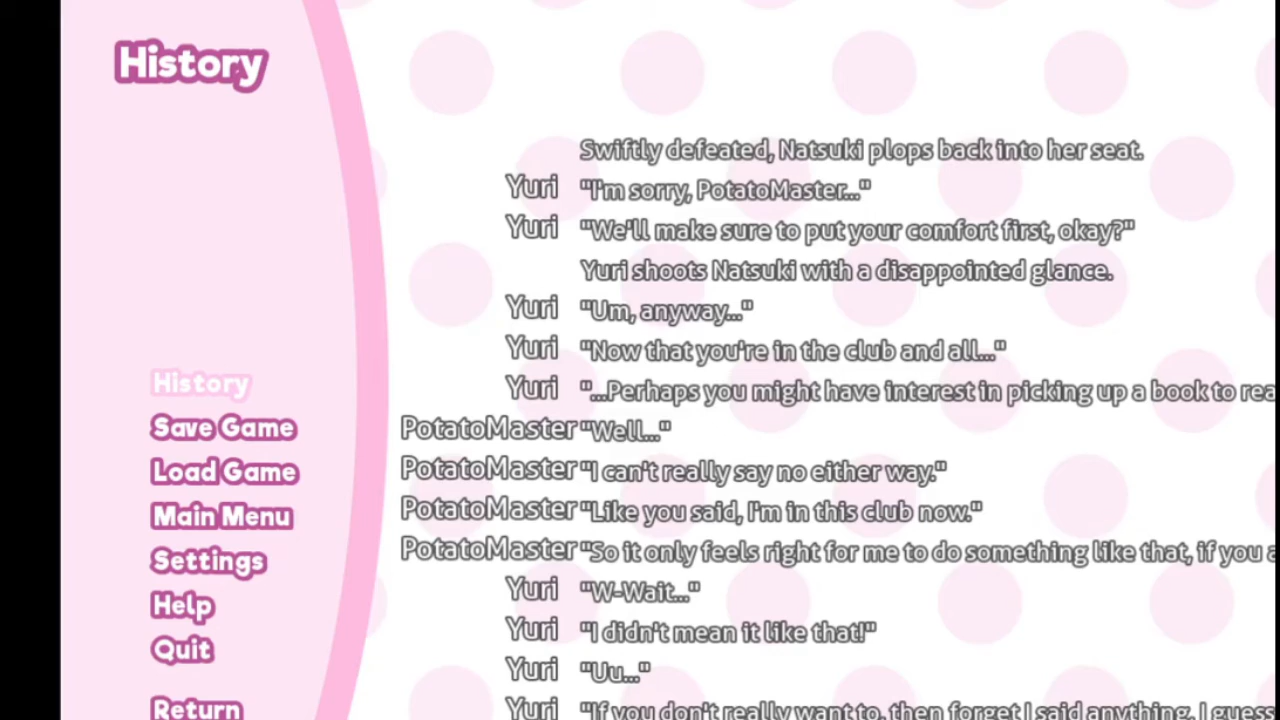 History
Swiftly defeated, Natsuki plops back into her seat.
Yuri "I'm sorry, PotatoMaster..."
Yuri "We'll make sure to put your comfort first, okay?"
Yuri shoots Natsuki with a disappointed glance.
Yuri "Um, anyway..."
Yuri "Now that you're in the club and all..."
Yuri "...Perhaps you might have interest in picking up a book to rea
PotatoMaster "Well..."
PotatoMaster "I can't really say no either way."
PotatoMaster "Like you said, I'm in this club now."
PotatoMaster "So it only feels right for me to do something like that, if you a
Yuri "W-Wait..."
Yuri "I didn't mean it like that!"
Yuri "Uu..."
Yuri "If you don't really want to, then forget I said anything, I guess
History
Save Game
Load Game
Main Menu
Settings
Help
Quit
Return